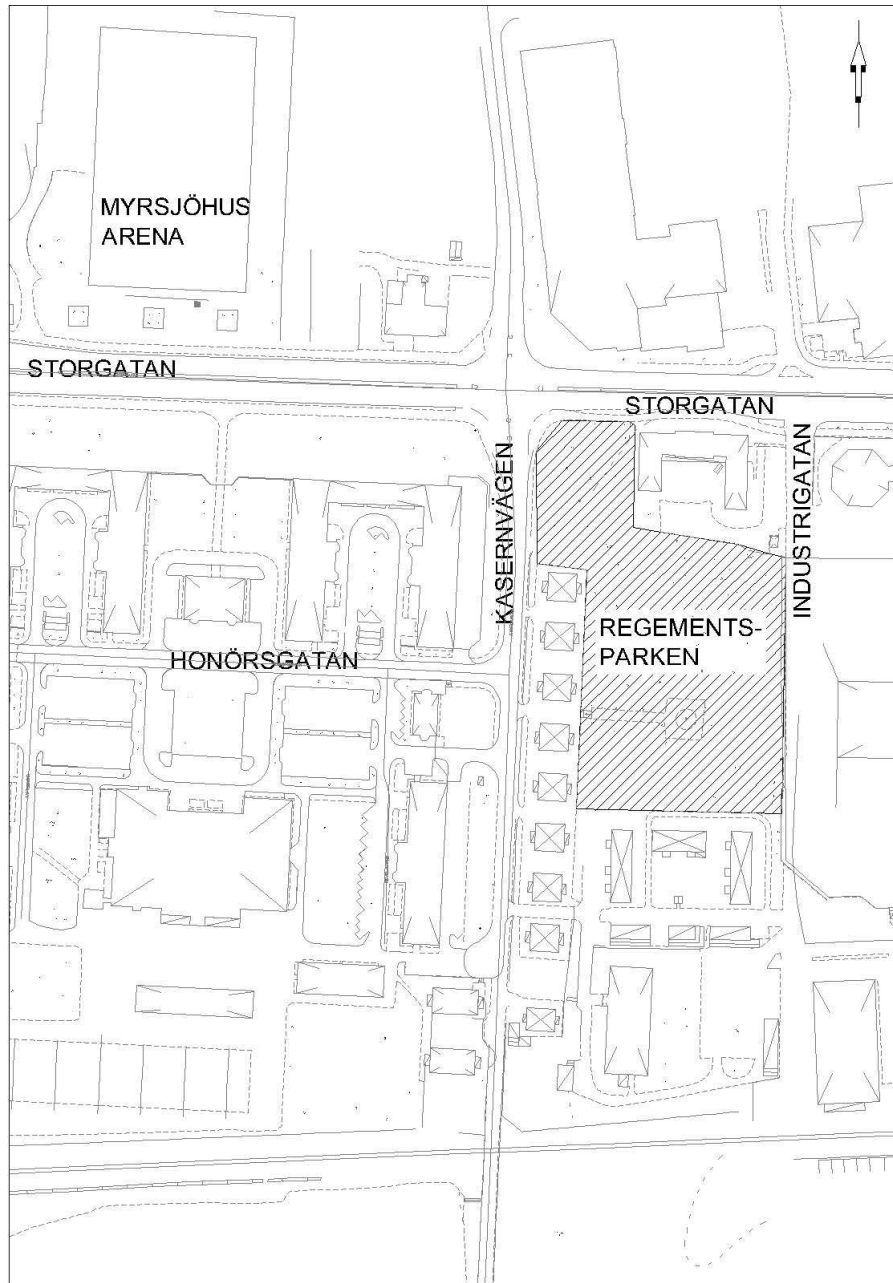 MYRSJÖHUS
ARENA
STORGATAN
STORGATAN
KASERNVÄGEN
INDUSTRIGATAN
REGEMENTS-
PARKEN
HONÖRSGATAN